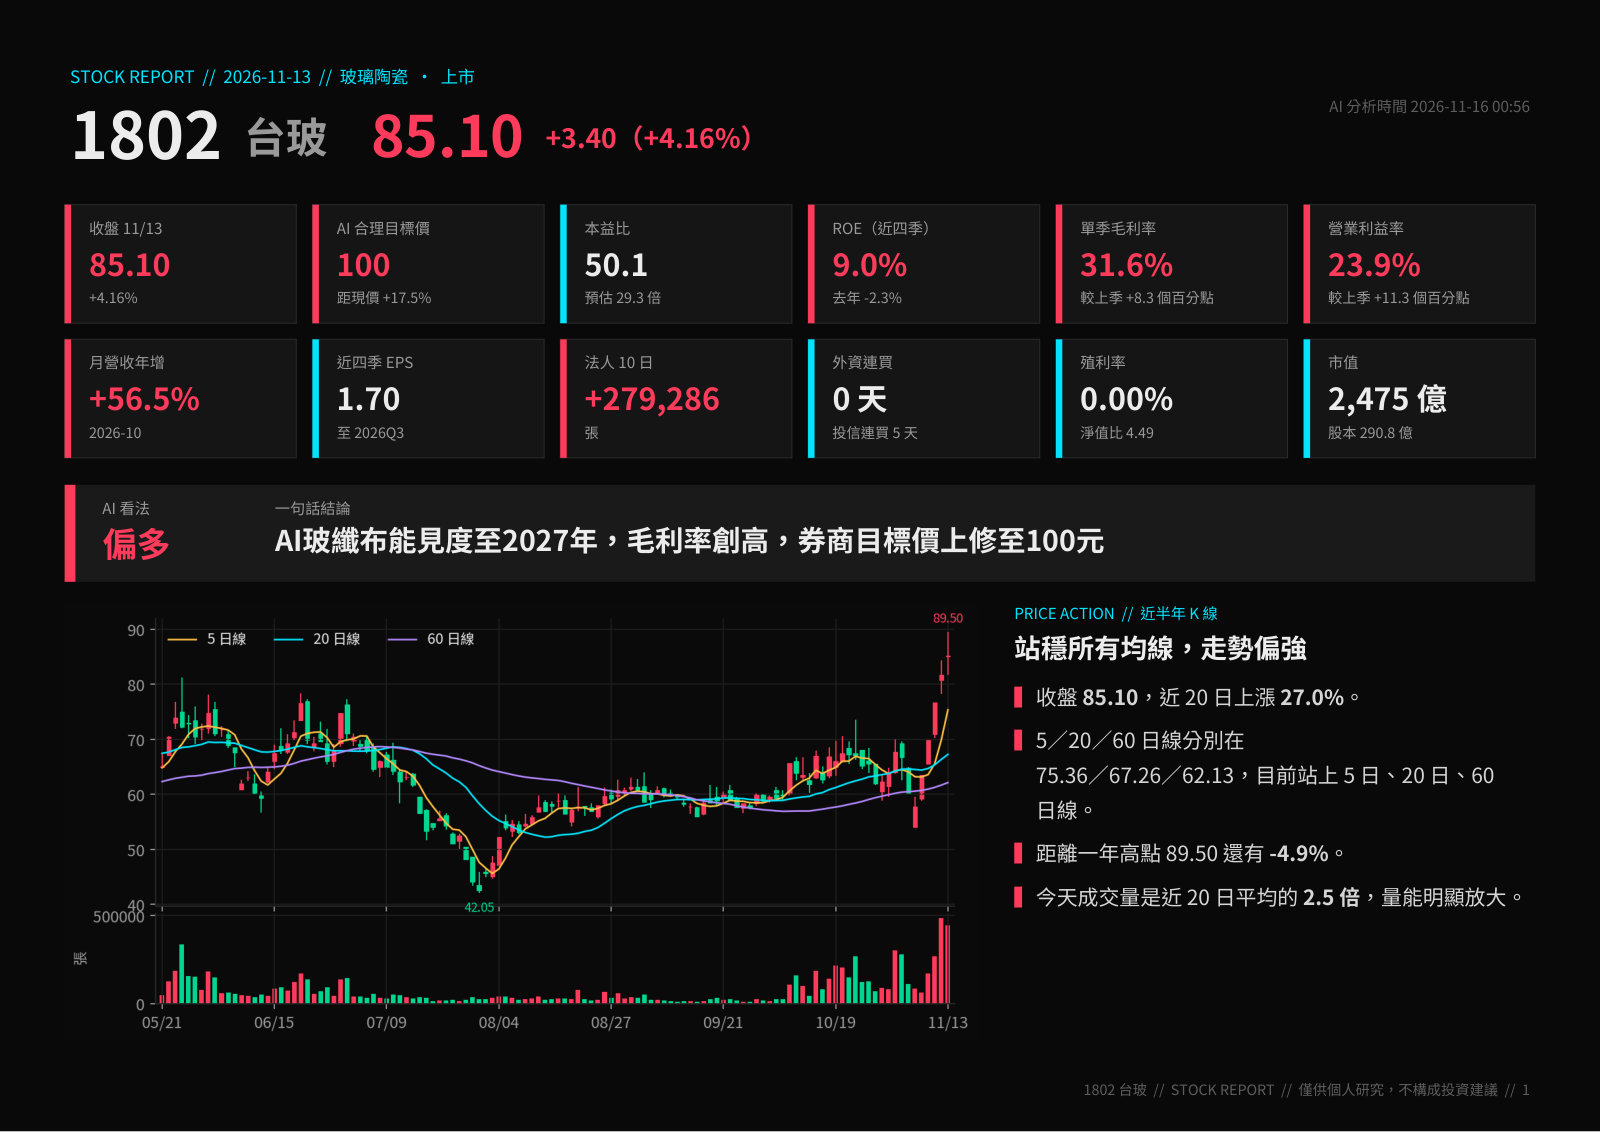 STOCK REPORT // 2026-11-13 // 玻璃陶瓷 · 上市
AI 分析時間 2026-11-16 00:56
1802 台玻 85.10 +3.40（+4.16%）
收盤 11/13
85.10
+4.16%
AI 合理目標價
100
距現價 +17.5%
本益比
50.1
預估 29.3 倍
ROE（近四季）
9.0%
去年 -2.3%
單季毛利率
31.6%
較上季 +8.3 個百分點
營業利益率
23.9%
較上季 +11.3 個百分點
月營收年增
+56.5%
2026-10
近四季 EPS
1.70
至 2026Q3
法人 10 日
+279,286
張
外資連買
0 天
投信連買 5 天
殖利率
0.00%
淨值比 4.49
市值
2,475 億
股本 290.8 億
AI 看法
偏多
一句話結論
AI玻纖布能見度至2027年，毛利率創高，券商目標價上修至100元
5 日線 20 日線 60 日線
89.50
90
80
70
60
50
40
42.05
500000
張
0
05/21 06/15 07/09 08/04 08/27 09/21 10/19 11/13
PRICE ACTION // 近半年 K 線
站穩所有均線，走勢偏強
收盤 85.10，近 20 日上漲 27.0%。
5／20／60 日線分別在
75.36／67.26／62.13，目前站上 5 日、20 日、60
日線。
距離一年高點 89.50 還有 -4.9%。
今天成交量是近 20 日平均的 2.5 倍，量能明顯放大。
1802 台玻 // STOCK REPORT // 僅供個人研究，不構成投資建議 // 1